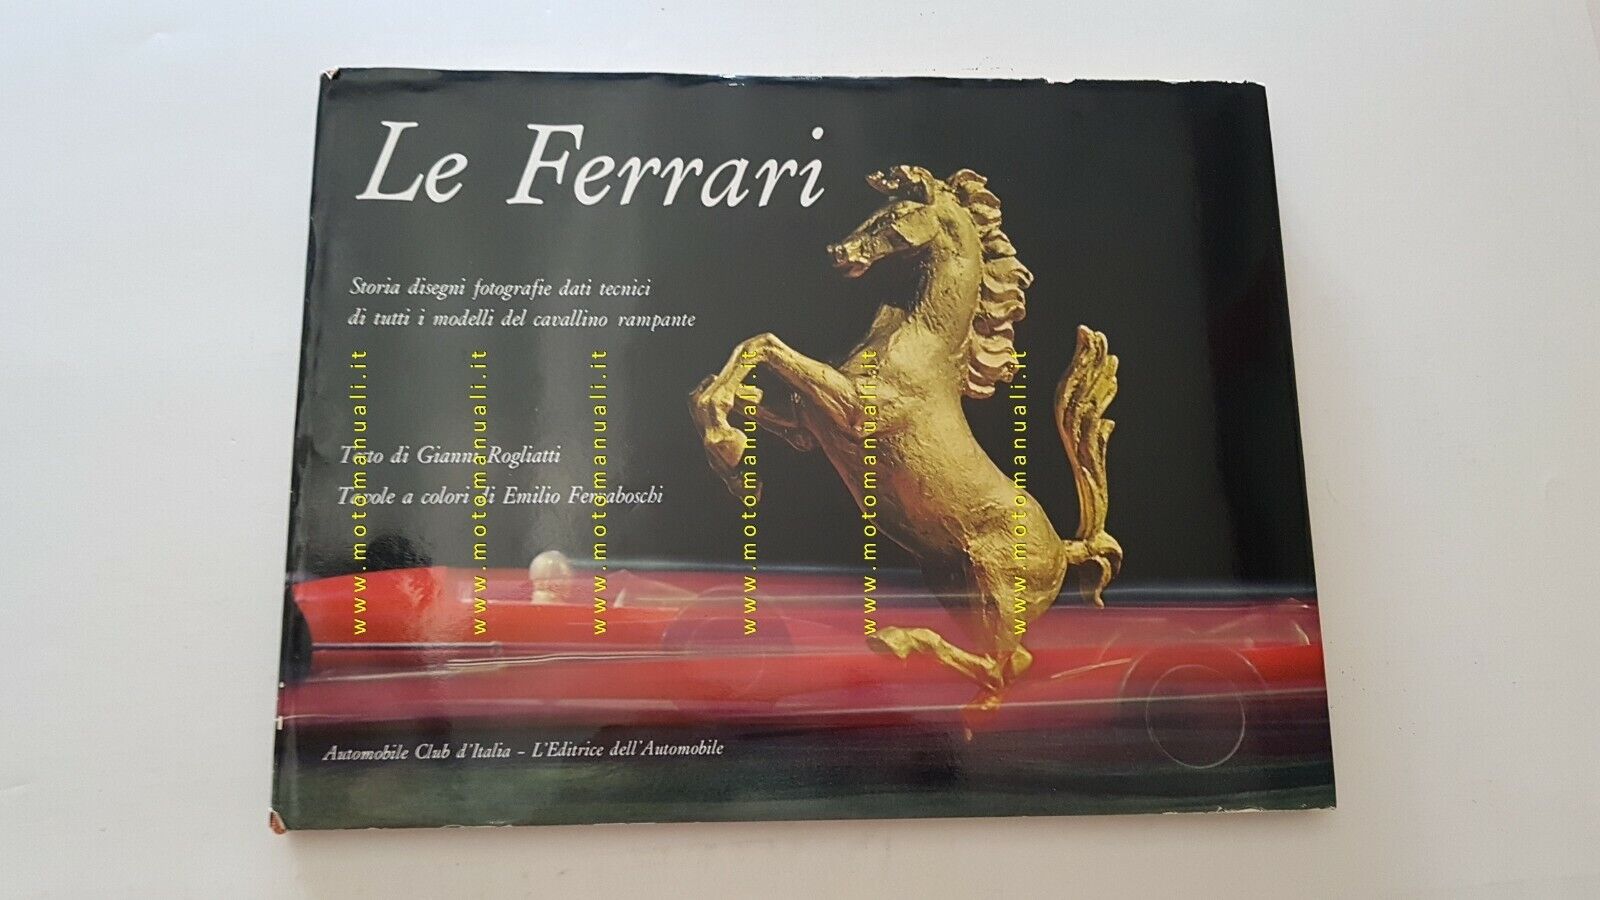 Le Ferrari
Storia disegni fotografie dati tecnici
di tutti i modelli del cavallino rampante
Testo di Gianni Rogliatti
Tavole a colori di Emilio Ferraboschi
www.motomanuali.it
www.motomanuali.it
www.motomanuali.it
www.motomanuali.it
www.motomanuali.it
www.motomanuali.it
Automobile Club d'Italia - L'Editrice dell'Automobile